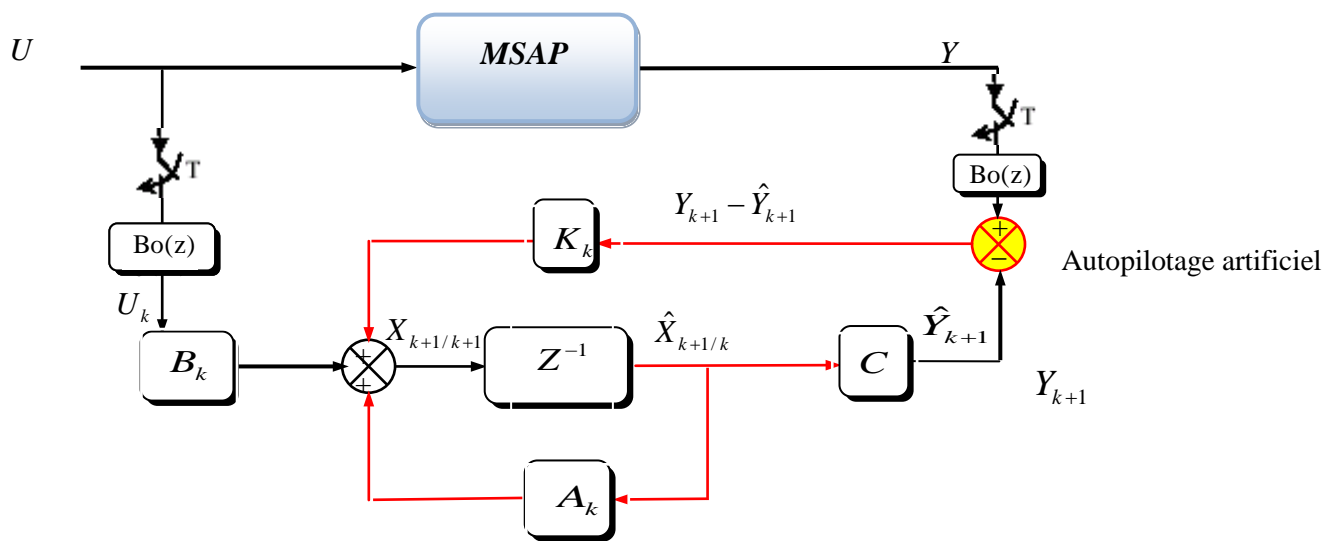 U
MSAP
Y
T
T
Bo(z)
Bo(z)
U_k
K_k
Y_{k+1} − Ŷ_{k+1}
+
−
Autopilotage artificiel
B_k
+
+
X_{k+1/k+1}
Z^{-1}
X̂_{k+1/k}
C
Ŷ_{k+1}
Y_{k+1}
A_k